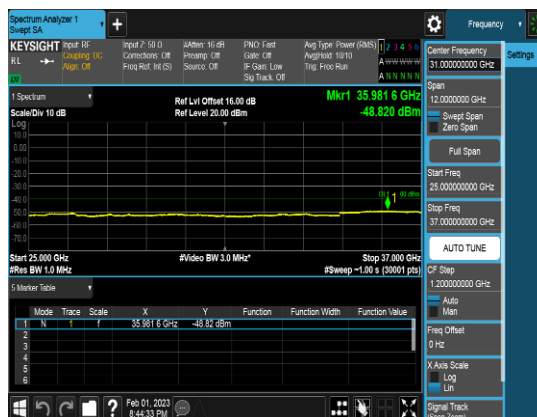 Spectrum Analyzer 1
Swept SA
+
Frequency
KEYSIGHT
RL
Input: RF
Coupling: DC
Align: Off
Input Z: 50 Ω
Corrections: Off
Freq Ref: Int (S)
#Atten: 16 dB
Preamp: Off
Source: Off
PNO: Fast
Gate: Off
IF Gain: Low
Sig Track: Off
Avg Type: Power (RMS)
Avg|Hold: 10/10
Trig: Free Run
1 2 3 4 5 6
A WW WW W
A N N N N N
1 Spectrum
Scale/Div 10 dB
Ref Lvl Offset 16.00 dB
Ref Level 20.00 dBm
Mkr1 35.981 6 GHz
-48.820 dBm
Log
10.0
0.00
-10.0
-20.0
-30.0
-40.0
-50.0
-60.0
-70.0
1
Start 25.000 GHz
#Res BW 1.0 MHz
#Video BW 3.0 MHz*
Stop 37.000 GHz
#Sweep ~1.00 s (30001 pts)
5 Marker Table
Mode Trace Scale X Y Function Function Width Function Value
1 N 1 f 35.981 6 GHz -48.82 dBm
2
3
4
5
6
Feb 01, 2023
8:44:33 PM
Center Frequency
31.000000000 GHz
Settings
Span
12.0000000 GHz
Swept Span
Zero Span
Full Span
Start Freq
25.000000000 GHz
Stop Freq
37.000000000 GHz
AUTO TUNE
CF Step
1.200000000 GHz
Auto
Man
Freq Offset
0 Hz
X Axis Scale
Log
Lin
Signal Track